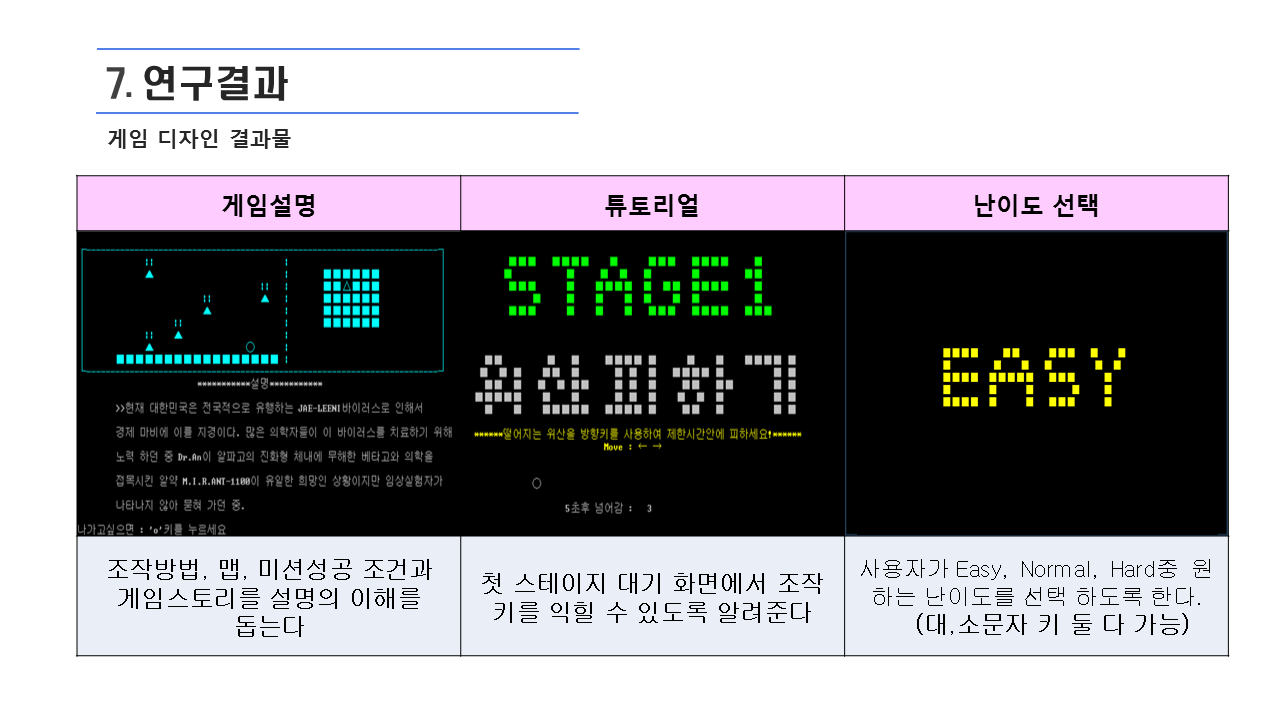 7. 연구결과
게임 디자인 결과물
게임설명
튜토리얼
난이도 선택
***********설명***********
>>현재 대한민국은 전국적으로 유행하는 JAE-LEENI바이러스로 인해서
경제 마비에 이를 지경이다. 많은 의학자들이 이 바이러스를 치료하기 위해
노력 하던 중 Dr.An이 알파고의 진화형 체내에 무해한 베타고와 의학을
접목시킨 알약 M.I.R.ANT-1100이 유일한 희망인 상황이지만 임상실험자가
나타나지 않아 묻혀 가던 중.
나가고싶으면 : 'o'키를 누르세요
STAGE1
위산피하기
******떨어지는 위산을 방향키를 사용하여 제한시간안에 피하세요!******
Move : ← →
5초후 넘어감 : 3
EASY
조작방법, 맵, 미션성공 조건과
게임스토리를 설명의 이해를
돕는다
첫 스테이지 대기 화면에서 조작
키를 익힐 수 있도록 알려준다
사용자가 Easy, Normal, Hard중 원
하는 난이도를 선택 하도록 한다.
(대,소문자 키 둘 다 가능)